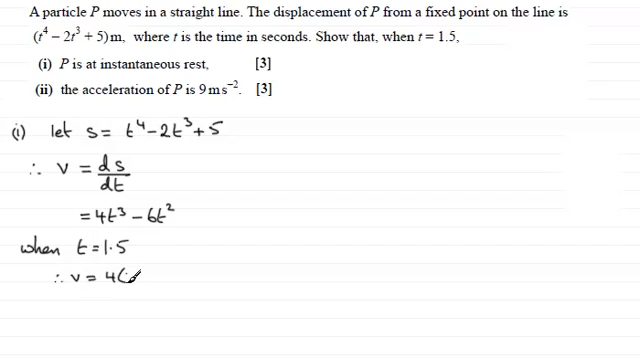 A particle P moves in a straight line. The displacement of P from a fixed point on the line is
(t⁴ − 2t³ + 5) m, where t is the time in seconds. Show that, when t = 1.5,
(i) P is at instantaneous rest, [3]
(ii) the acceleration of P is 9 m s⁻². [3]
(i) let s = t⁴ − 2t³ + 5
∴ v = ds/dt
= 4t³ − 6t²
when t = 1.5
∴ v = 4(